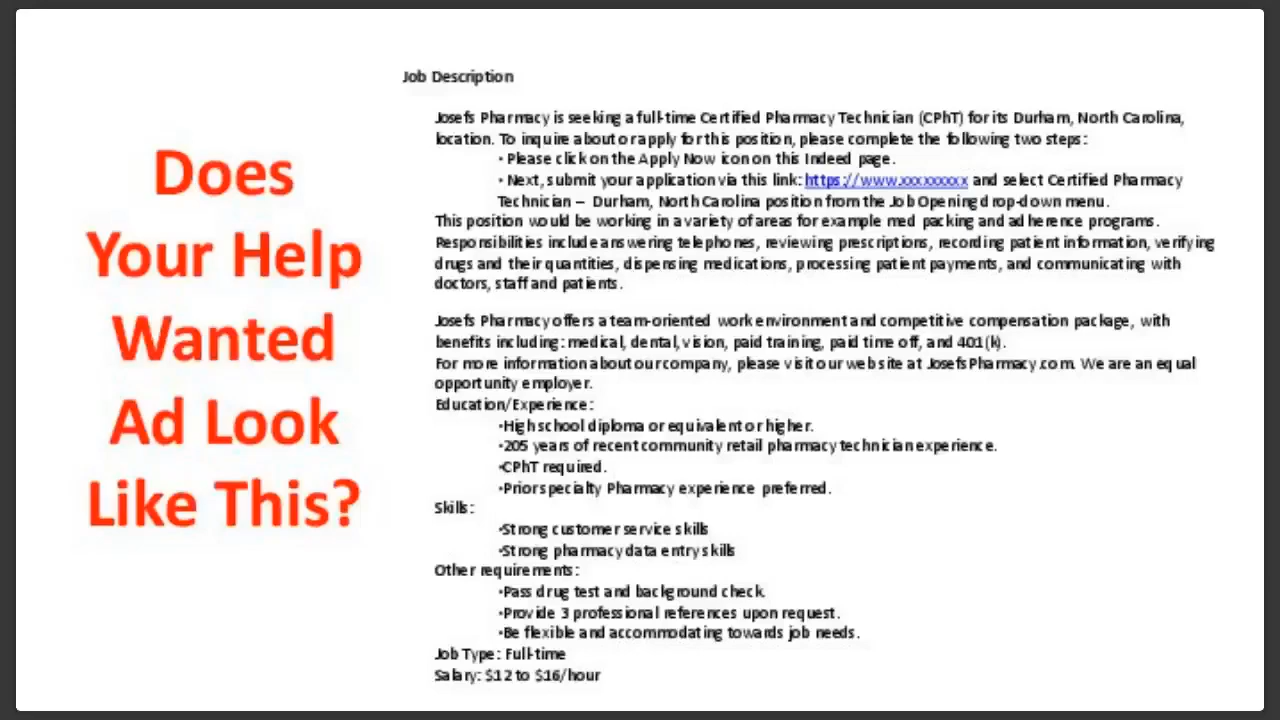 Does
Your Help
Wanted
Ad Look
Like This?
Job Description
Josefs Pharmacy is seeking a full-time Certified Pharmacy Technician (CPhT) for its Durham, North Carolina,
location. To inquire about or apply for this position, please complete the following two steps:
• Please click on the Apply Now icon on this Indeed page.
• Next, submit your application via this link: https://www.xxxxxxxxx and select Certified Pharmacy
Technician – Durham, North Carolina position from the Job Opening drop-down menu.
This position would be working in a variety of areas for example med packing and adherence programs.
Responsibilities include answering telephones, reviewing prescriptions, recording patient information, verifying
drugs and their quantities, dispensing medications, processing patient payments, and communicating with
doctors, staff and patients.
Josefs Pharmacy offers a team-oriented work environment and competitive compensation package, with
benefits including: medical, dental, vision, paid training, paid time off, and 401(k).
For more information about our company, please visit our website at JosefsPharmacy.com. We are an equal
opportunity employer.
Education/Experience:
•High school diploma or equivalent or higher.
•205 years of recent community retail pharmacy technician experience.
•CPhT required.
•Prior specialty Pharmacy experience preferred.
Skills:
•Strong customer service skills
•Strong pharmacy data entry skills
Other requirements:
•Pass drug test and background check.
•Provide 3 professional references upon request.
•Be flexible and accommodating towards job needs.
Job Type: Full-time
Salary: $12 to $16/hour